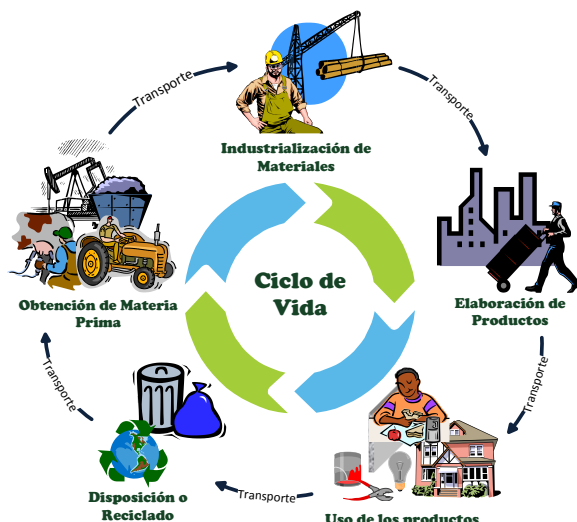 Transporte
Transporte
Industrialización de
Materiales
Ciclo de
Vida
Obtención de Materia
Prima
Elaboración de
Productos
Transporte
Transporte
Transporte
Disposición o
Reciclado
Uso de los productos